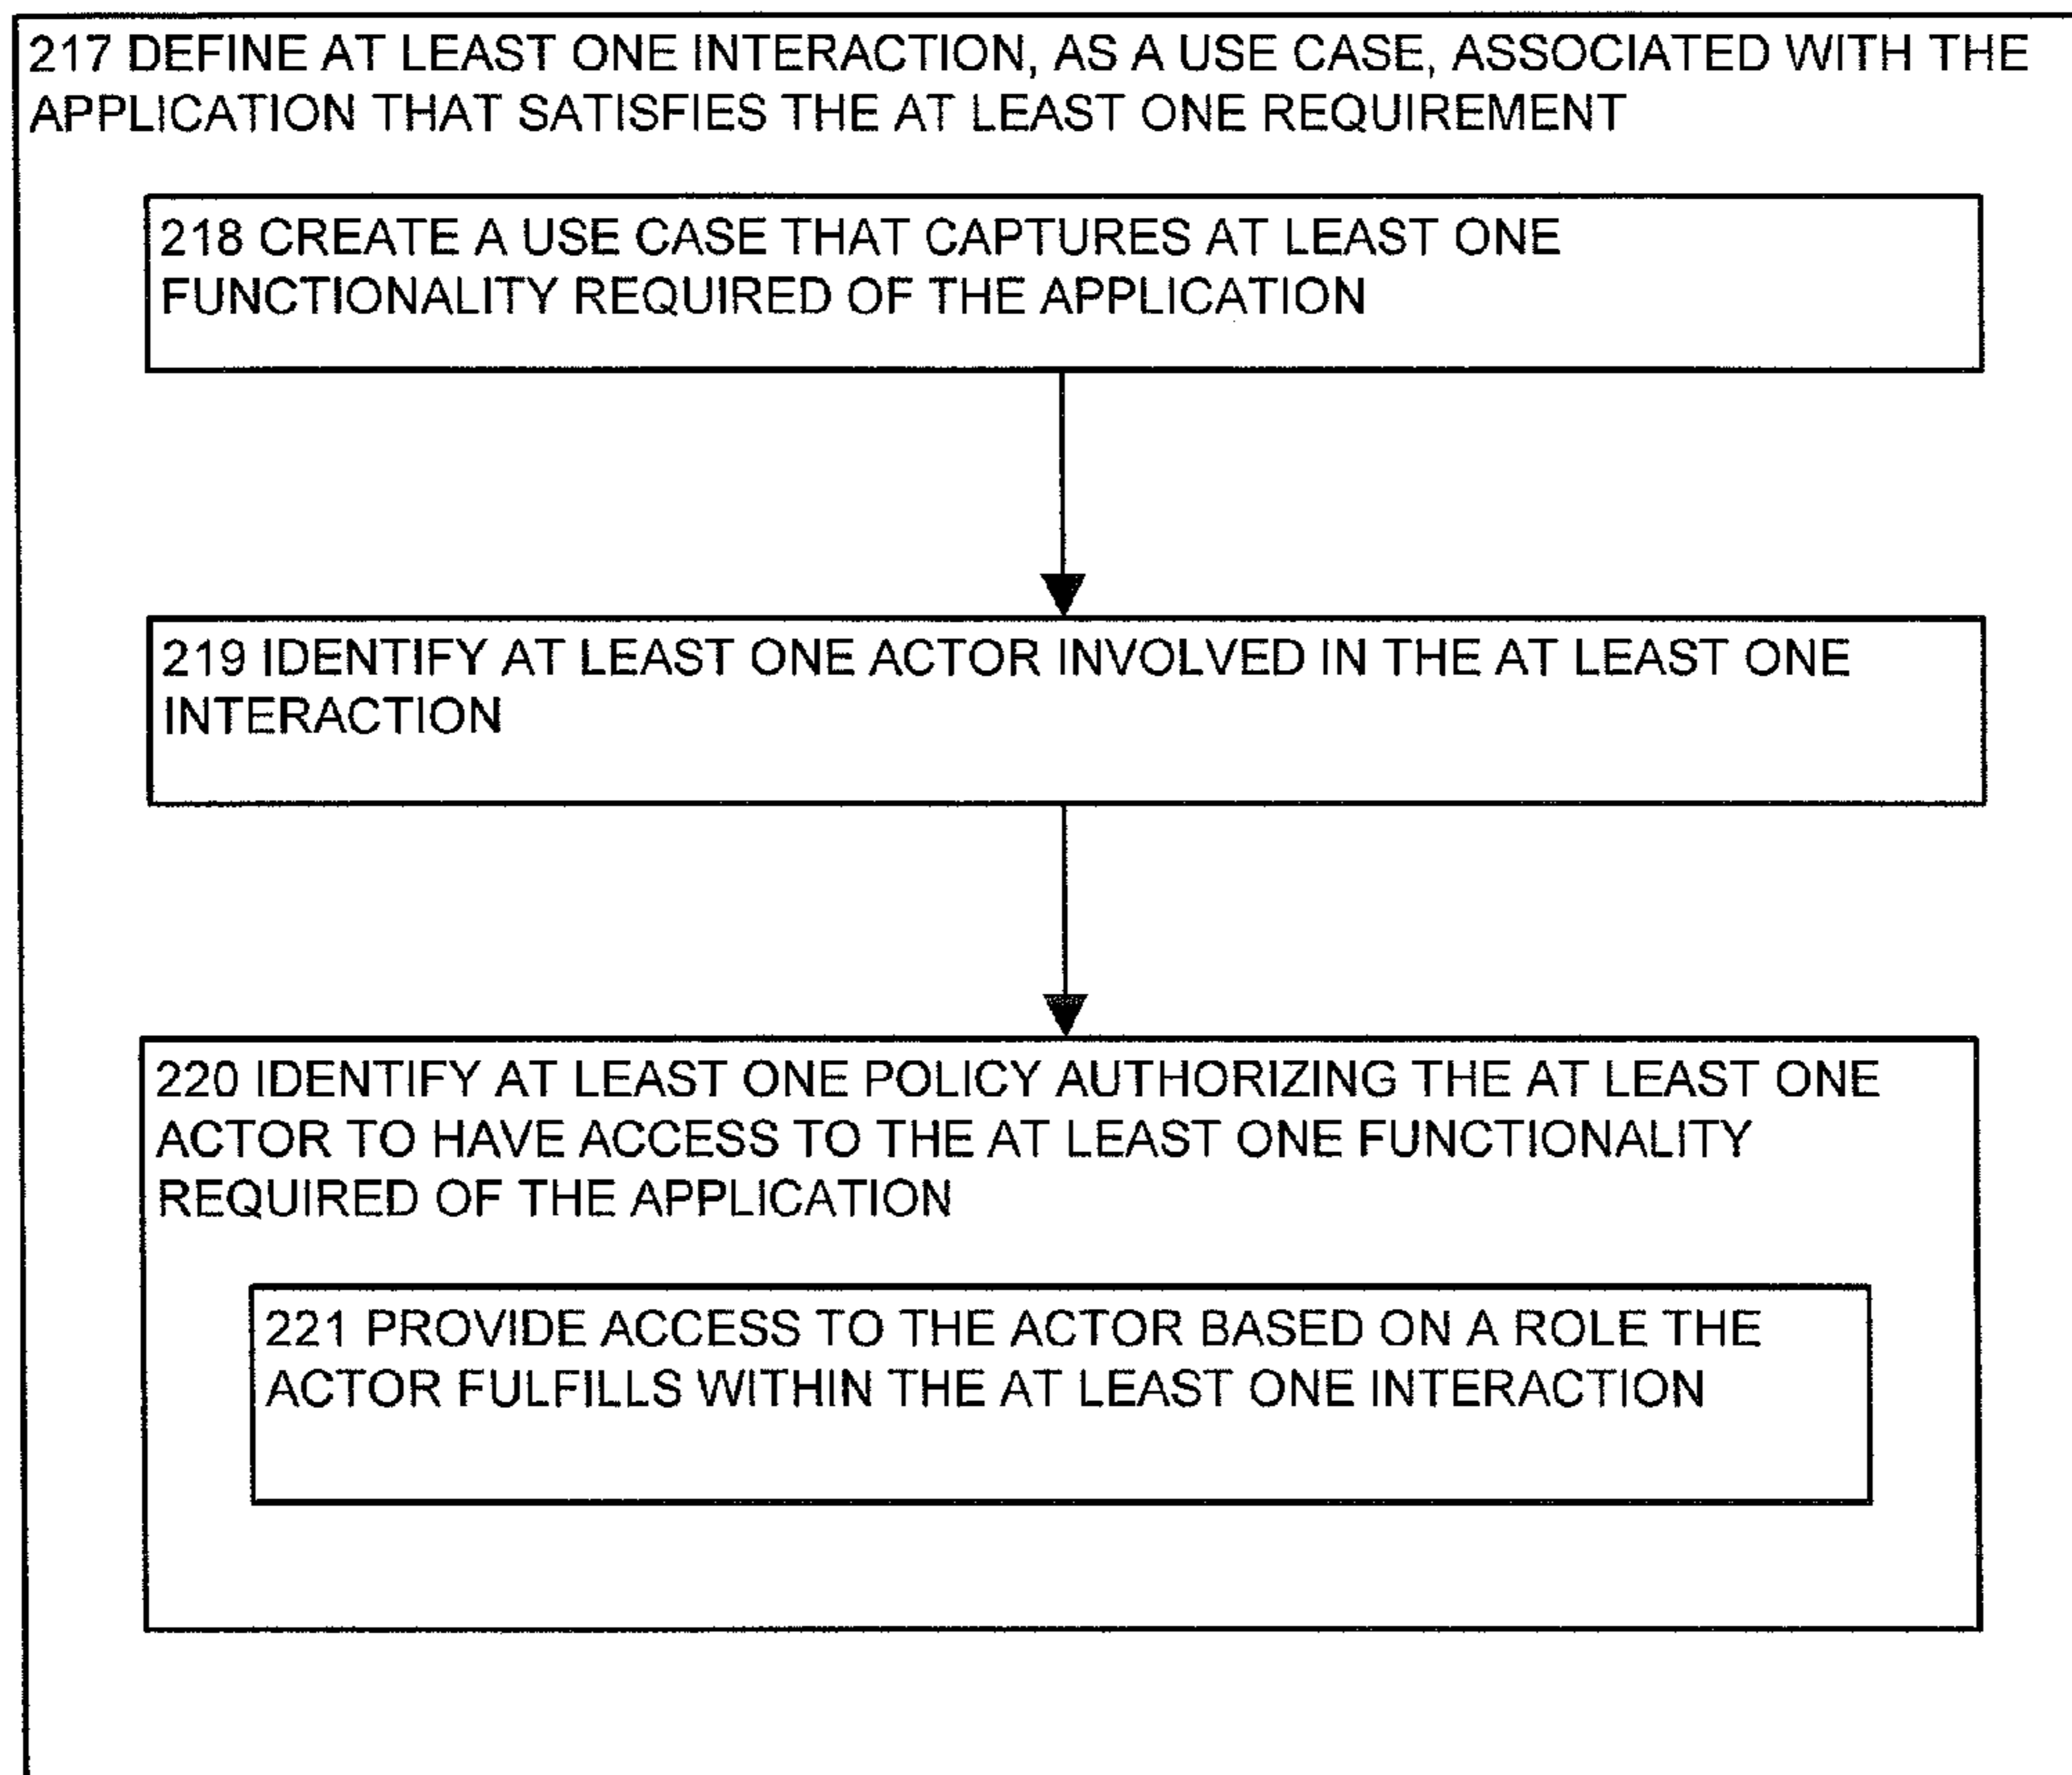 217 DEFINE AT LEAST ONE INTERACTION, AS A USE CASE, ASSOCIATED WITH THE
APPLICATION THAT SATISFIES THE AT LEAST ONE REQUIREMENT
218 CREATE A USE CASE THAT CAPTURES AT LEAST ONE
FUNCTIONALITY REQUIRED OF THE APPLICATION
219 IDENTIFY AT LEAST ONE ACTOR INVOLVED IN THE AT LEAST ONE
INTERACTION
220 IDENTIFY AT LEAST ONE POLICY AUTHORIZING THE AT LEAST ONE
ACTOR TO HAVE ACCESS TO THE AT LEAST ONE FUNCTIONALITY
REQUIRED OF THE APPLICATION
221 PROVIDE ACCESS TO THE ACTOR BASED ON A ROLE THE
ACTOR FULFILLS WITHIN THE AT LEAST ONE INTERACTION